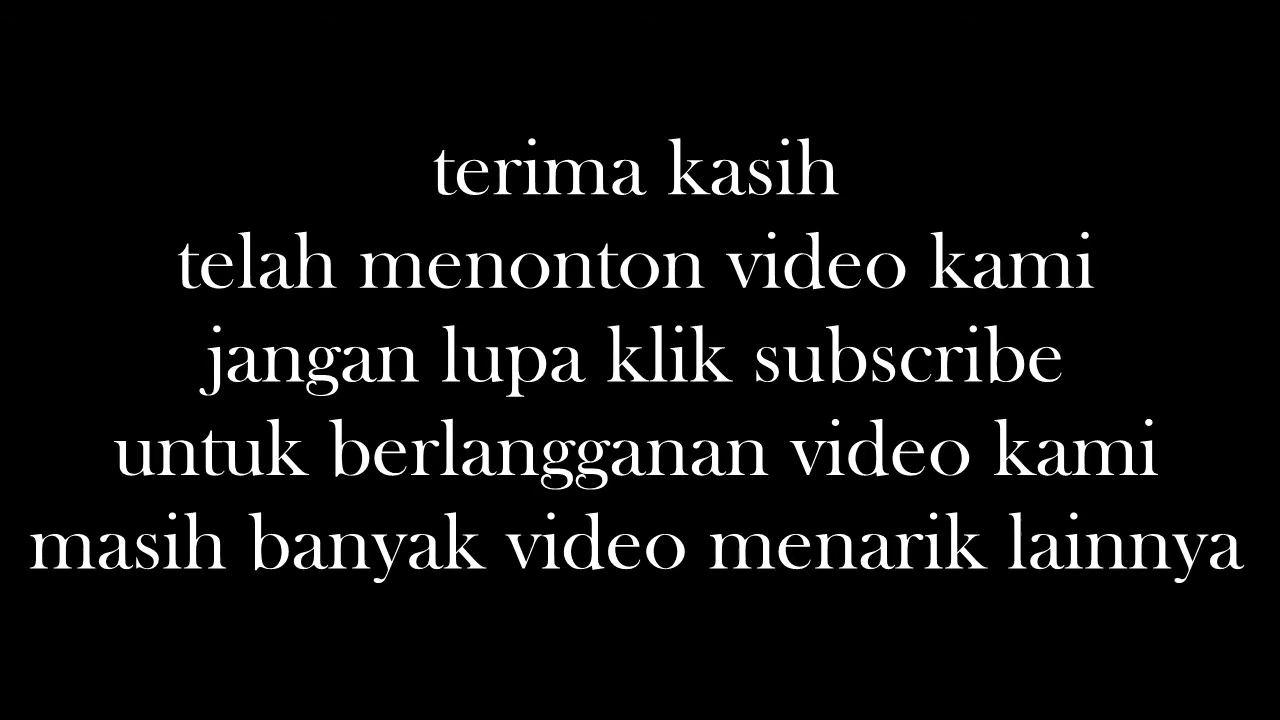 terima kasih
telah menonton video kami
jangan lupa klik subscribe
untuk berlangganan video kami
masih banyak video menarik lainnya